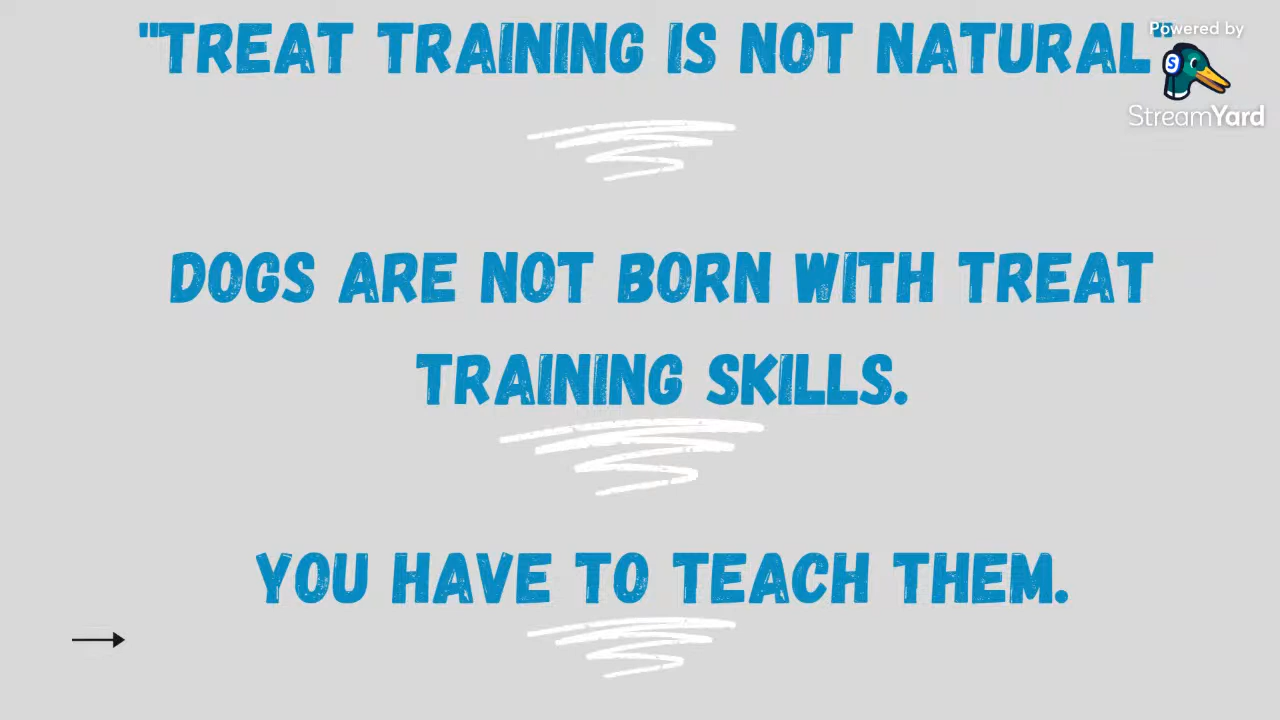 "TREAT TRAINING IS NOT NATURAL"
Powered by
S
StreamYard
DOGS ARE NOT BORN WITH TREAT
TRAINING SKILLS.
YOU HAVE TO TEACH THEM.